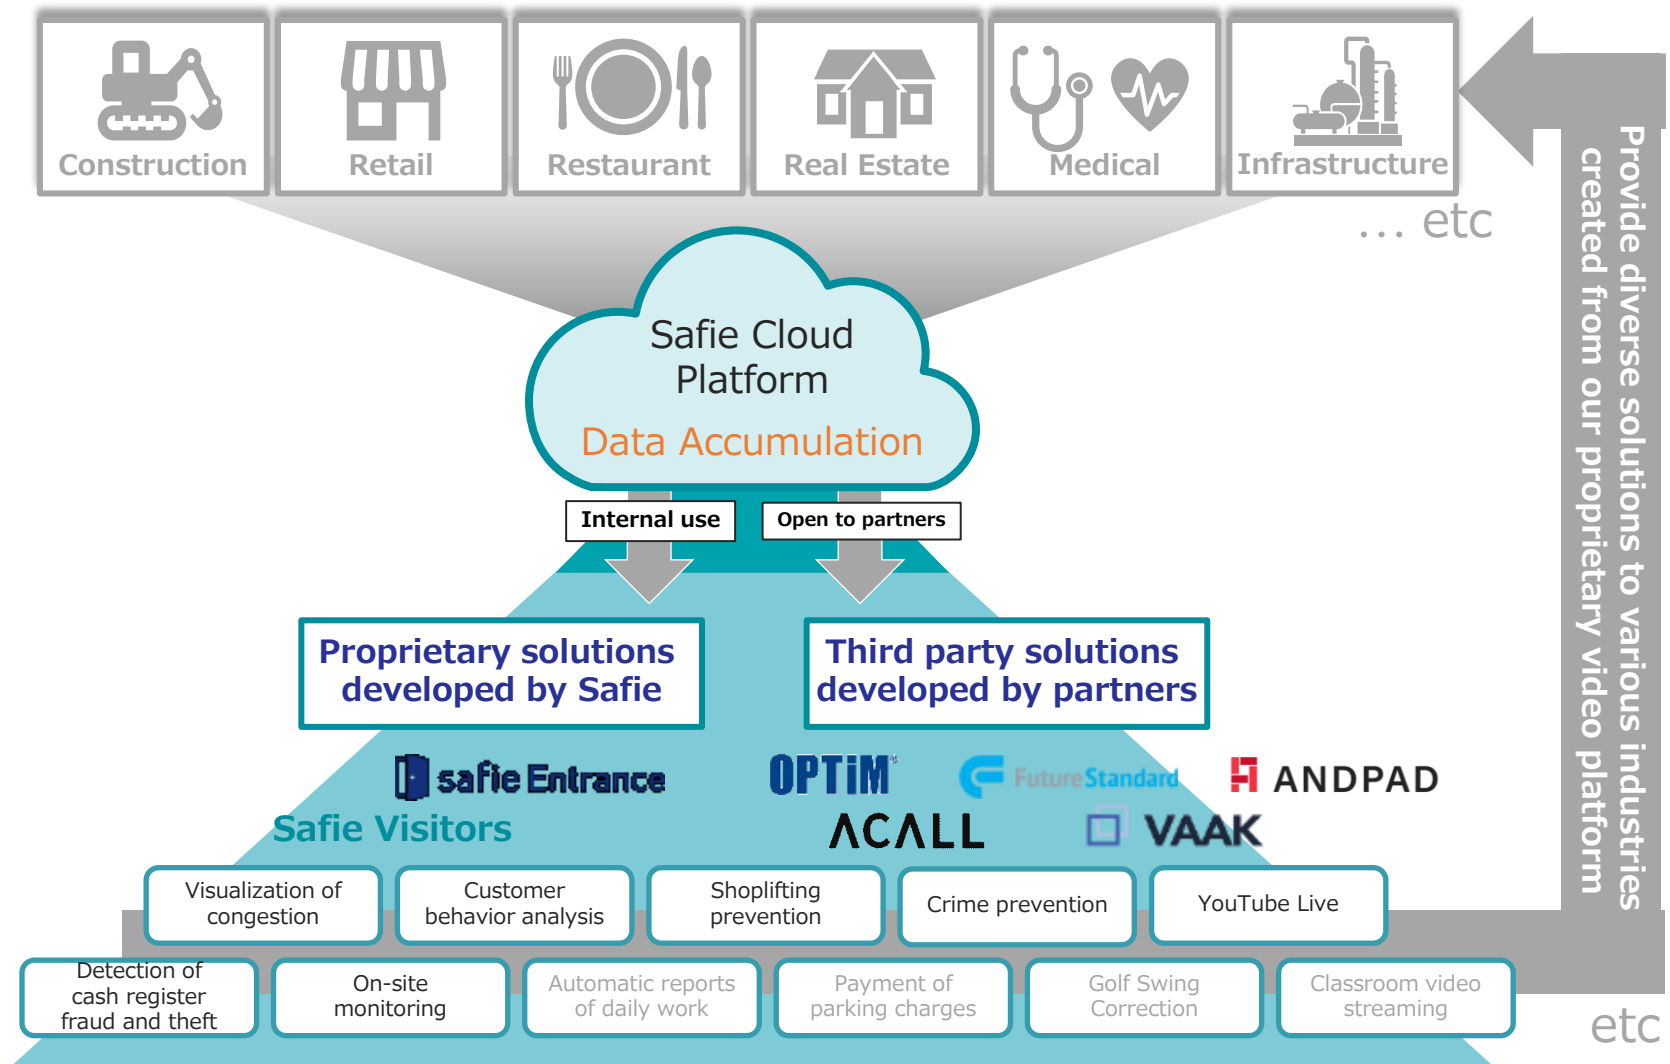 Construction
Retail
Restaurant
Real Estate
Medical
Infrastructure
... etc
Provide diverse solutions to various industries
created from our proprietary video platform
Safie Cloud
Platform
Data Accumulation
Internal use
Open to partners
Proprietary solutions
developed by Safie
Third party solutions
developed by partners
safie Entrance
OPTiM
FutureStandard
ANDPAD
Safie Visitors
ACALL
VAAK
Visualization of
congestion
Customer
behavior analysis
Shoplifting
prevention
Crime prevention
YouTube Live
Detection of
cash register
fraud and theft
On-site
monitoring
Automatic reports
of daily work
Payment of
parking charges
Golf Swing
Correction
Classroom video
streaming
etc